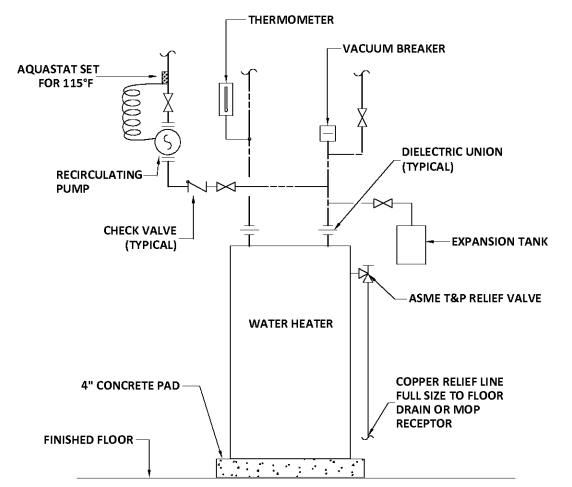 THERMOMETER
VACUUM BREAKER
AQUASTAT SET
FOR 115°F
DIELECTRIC UNION
(TYPICAL)
RECIRCULATING
PUMP
CHECK VALVE
(TYPICAL)
EXPANSION TANK
ASME T&P RELIEF VALVE
WATER HEATER
4" CONCRETE PAD
COPPER RELIEF LINE
FULL SIZE TO FLOOR
DRAIN OR MOP
RECEPTOR
FINISHED FLOOR